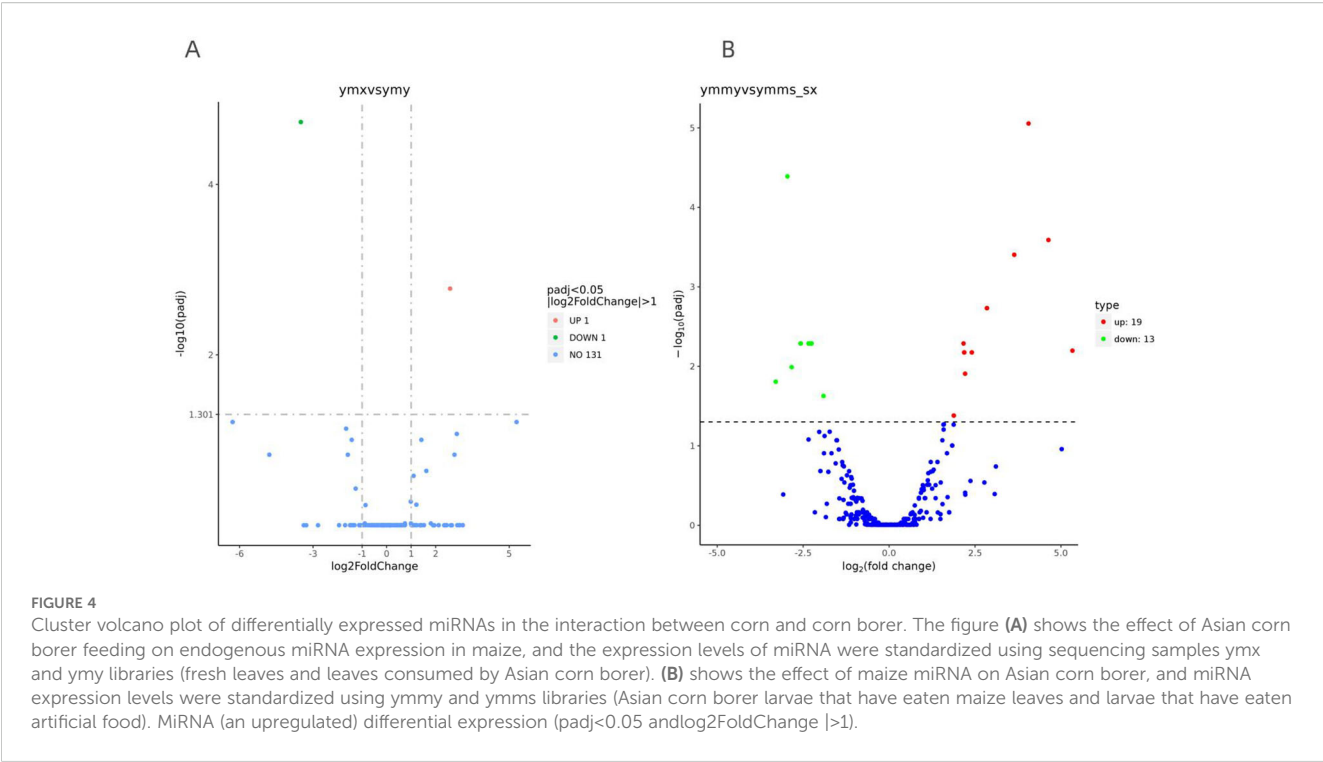 A
B
ymxvsymy
ymmyvsymms_sx
-log10(padj)
4
2
1.301
-6
-3
-1
0
1
2
5
log2FoldChange
padj<0.05
|log2FoldChange|>1
UP 1
DOWN 1
NO 131
−log10(padj)
5
4
3
2
1
0
-5.0
-2.5
0.0
2.5
5.0
log2(fold change)
type
up: 19
down: 13
FIGURE 4
Cluster volcano plot of differentially expressed miRNAs in the interaction between corn and corn borer. The figure (A) shows the effect of Asian corn
borer feeding on endogenous miRNA expression in maize, and the expression levels of miRNA were standardized using sequencing samples ymx
and ymy libraries (fresh leaves and leaves consumed by Asian corn borer). (B) shows the effect of maize miRNA on Asian corn borer, and miRNA
expression levels were standardized using ymmy and ymms libraries (Asian corn borer larvae that have eaten maize leaves and larvae that have eaten
artificial food). MiRNA (an upregulated) differential expression (padj<0.05 andlog2FoldChange |>1).